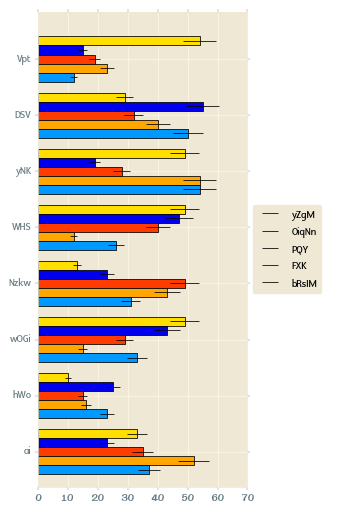 Vpt
DSV
yNK
WHS
Nzkw
wOGi
hWo
oi
0 10 20 30 40 50 60 70
yZgM
OiqNn
PQY
FXK
bRsIM